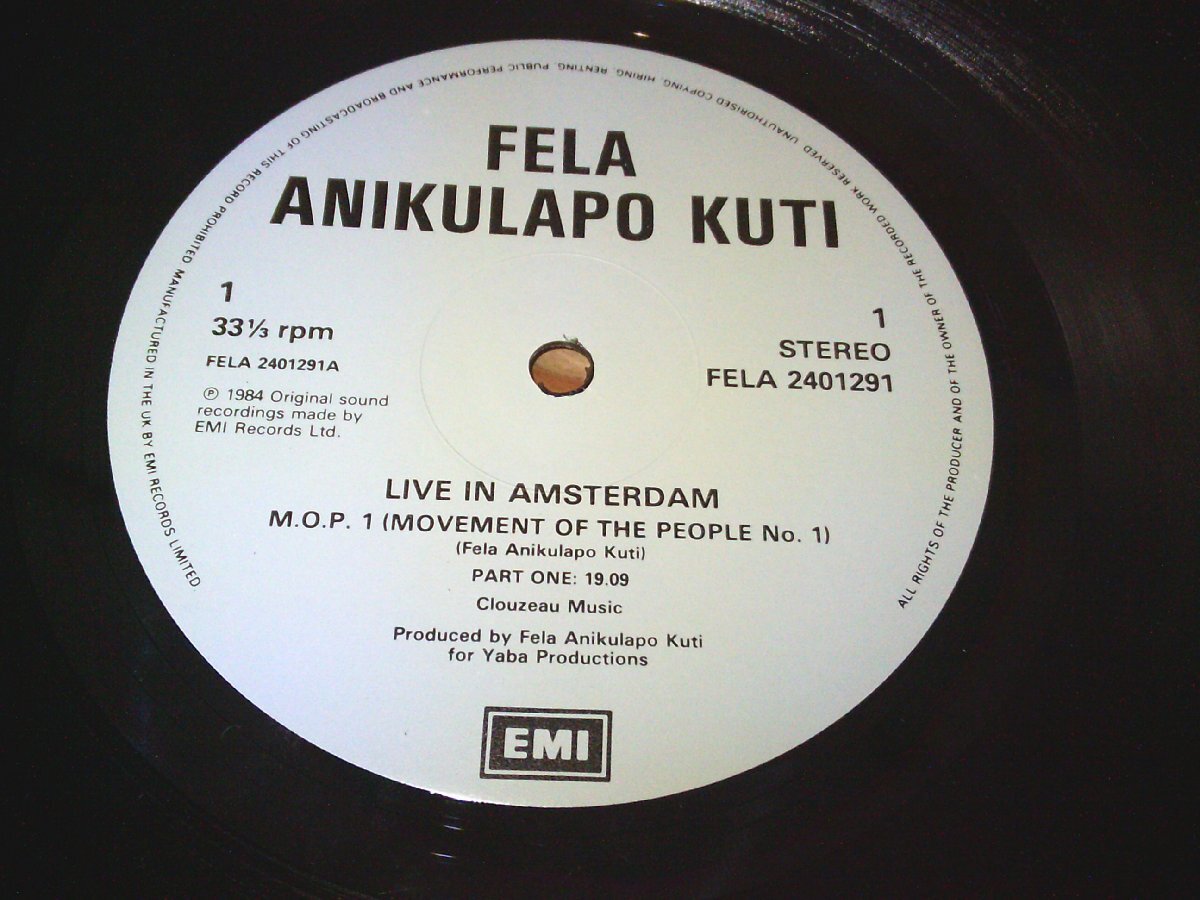 FELA
ANIKULAPO KUTI
1
33⅓ rpm
FELA 2401291A
℗ 1984 Original sound
recordings made by
EMI Records Ltd.
1
STEREO
FELA 2401291
LIVE IN AMSTERDAM
M.O.P. 1 (MOVEMENT OF THE PEOPLE No. 1)
(Fela Anikulapo Kuti)
PART ONE: 19.09
Clouzeau Music
Produced by Fela Anikulapo Kuti
for Yaba Productions
EMI
ALL RIGHTS OF THE PRODUCER AND OF THE OWNER OF THE RECORDED WORK RESERVED. UNAUTHORISED COPYING, HIRING, RENTING, PUBLIC PERFORMANCE AND BROADCASTING OF THIS RECORD PROHIBITED. MANUFACTURED IN THE UK BY EMI RECORDS LIMITED.